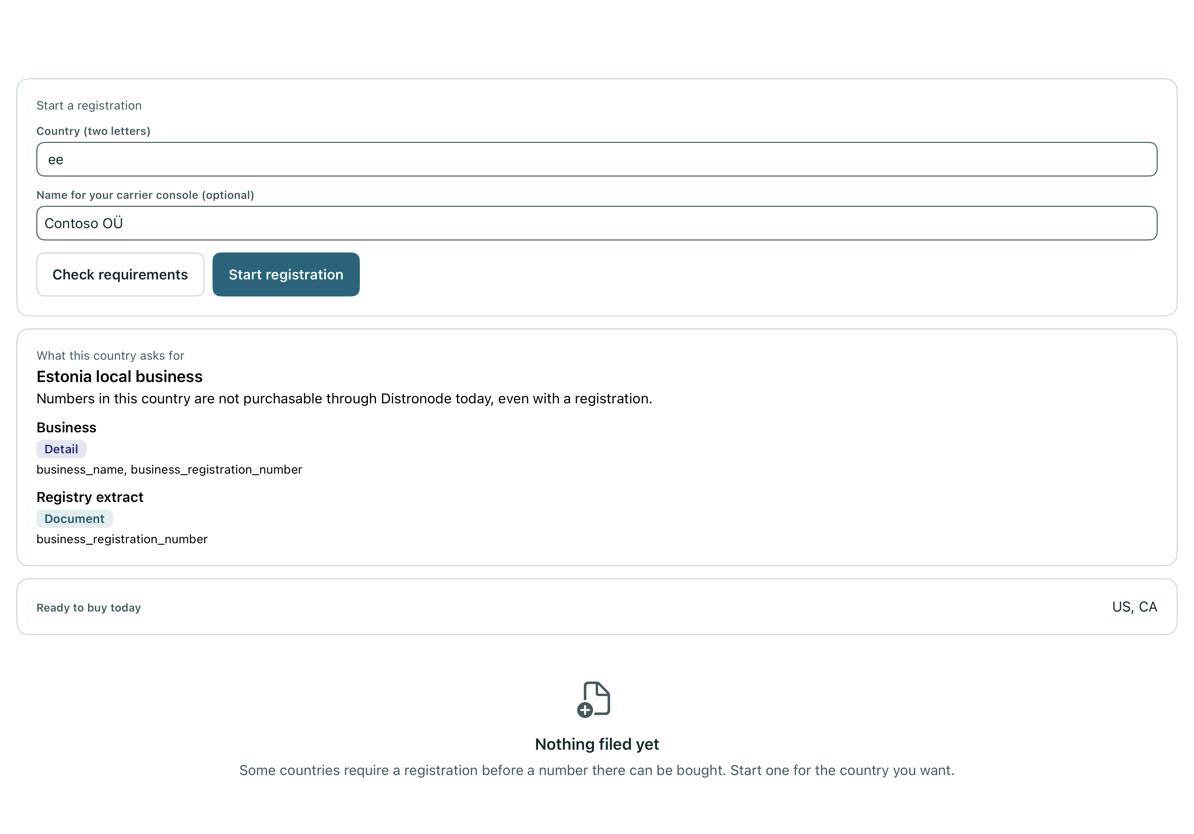 Start a registration
Country (two letters)
ee
Name for your carrier console (optional)
Contoso OÜ
Check requirements
Start registration
What this country asks for
Estonia local business
Numbers in this country are not purchasable through Distronode today, even with a registration.
Business
Detail
business_name, business_registration_number
Registry extract
Document
business_registration_number
Ready to buy today
US, CA
Nothing filed yet
Some countries require a registration before a number there can be bought. Start one for the country you want.